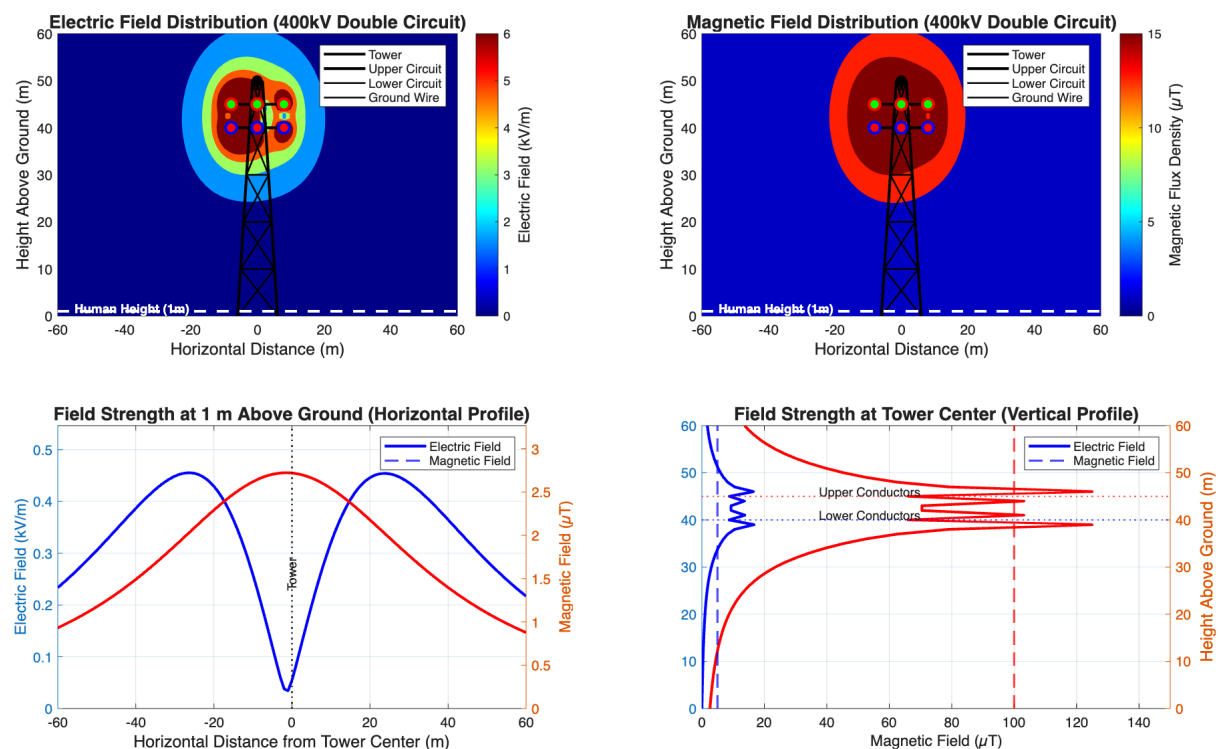 Electric Field Distribution (400kV Double Circuit)
60
50
40
30
20
10
0
Height Above Ground (m)
-60
-40
-20
0
20
40
60
Horizontal Distance (m)
Tower
Upper Circuit
Lower Circuit
Ground Wire
Human Height (1m)
6
5
4
3
2
1
0
Electric Field (kV/m)
Magnetic Field Distribution (400kV Double Circuit)
60
50
40
30
20
10
0
Height Above Ground (m)
-60
-40
-20
0
20
40
60
Horizontal Distance (m)
Tower
Upper Circuit
Lower Circuit
Ground Wire
Human Height (1m)
15
10
5
0
Magnetic Flux Density (µT)
Field Strength at 1 m Above Ground (Horizontal Profile)
0.5
0.4
0.3
0.2
0.1
0
Electric Field (kV/m)
Electric Field
Magnetic Field
Tower
3
2.5
2
1.5
1
0.5
0
Magnetic Field (µT)
-60
-40
-20
0
20
40
60
Horizontal Distance from Tower Center (m)
Field Strength at Tower Center (Vertical Profile)
60
50
40
30
20
10
0
Electric Field
Magnetic Field
Upper Conductors
Lower Conductors
60
50
40
30
20
10
0
Height Above Ground (m)
0
20
40
60
80
100
120
140
Magnetic Field (µT)